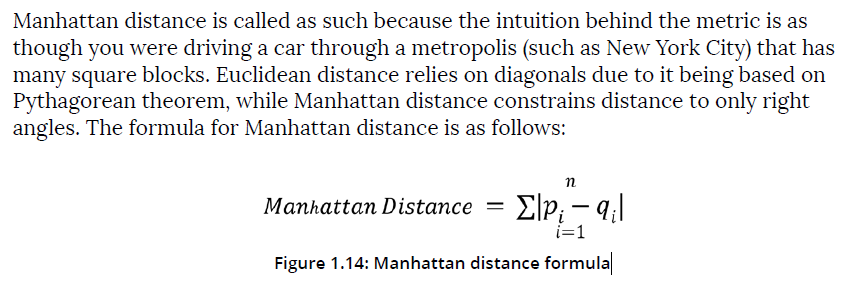 Manhattan distance is called as such because the intuition behind the metric is as
though you were driving a car through a metropolis (such as New York City) that has
many square blocks. Euclidean distance relies on diagonals due to it being based on
Pythagorean theorem, while Manhattan distance constrains distance to only right
angles. The formula for Manhattan distance is as follows:
n
Manhattan Distance = Σ|pᵢ − qᵢ|
i=1
Figure 1.14: Manhattan distance formula